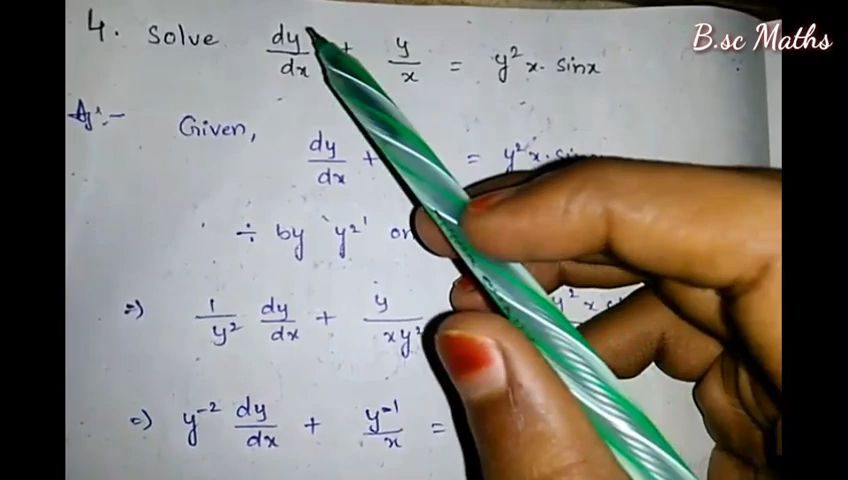 B.sc Maths
4. Solve dy/dx + y/x = y² x. sinx
Given, dy/dx + = y² x. sin
÷ by 'y²' on
=) 1/y² dy/dx + y/xy² y² x
=) y⁻² dy/dx + y⁻¹/x =